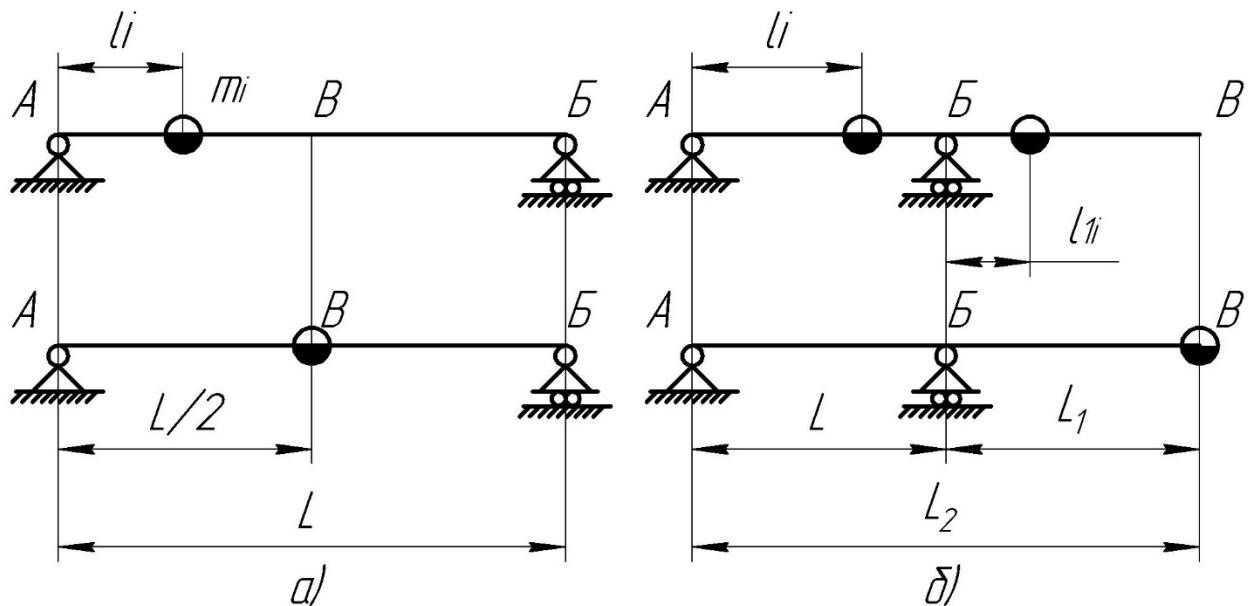 li li
А mi В Б А Б В
l1i
А В Б А Б В
L/2 L L1
L L2
а) б)